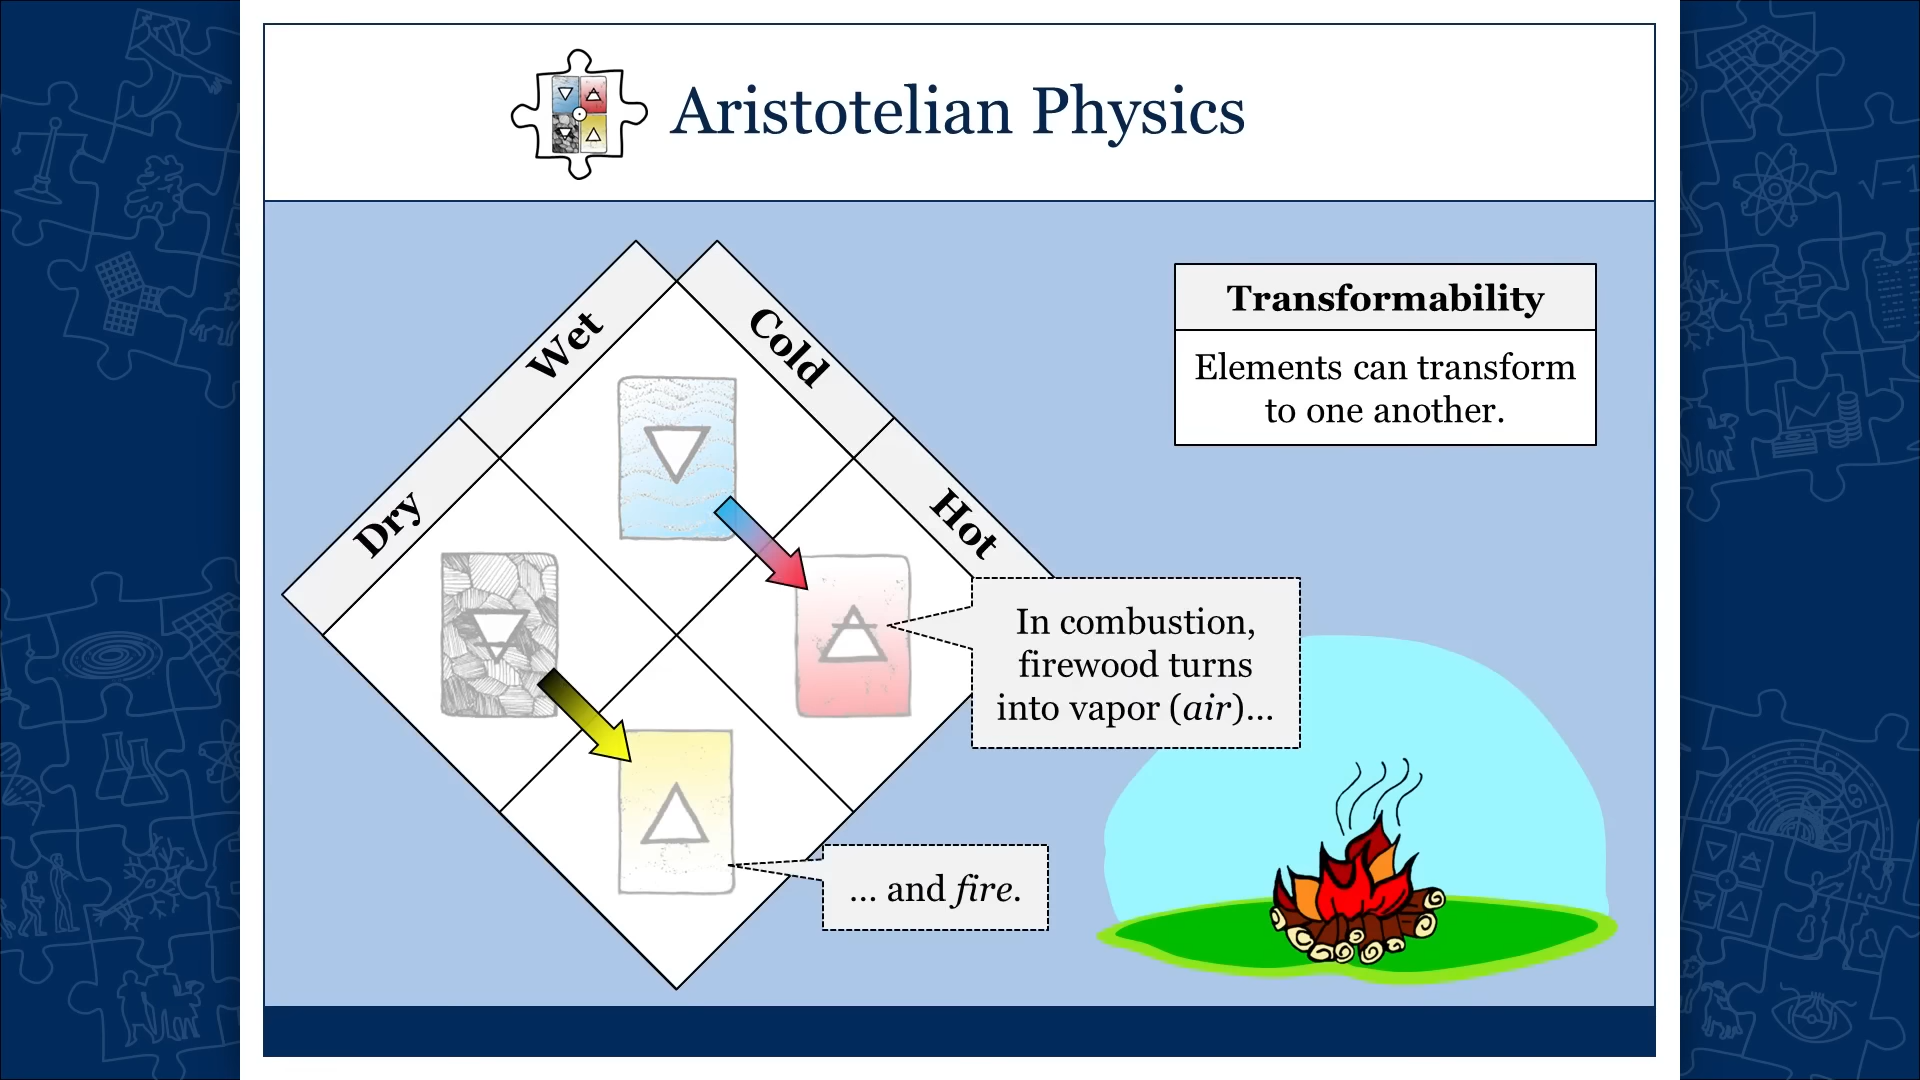 Aristotelian Physics
Wet
Cold
Dry
Hot
Transformability
Elements can transform
to one another.
In combustion,
firewood turns
into vapor (air)...
... and fire.
√-1